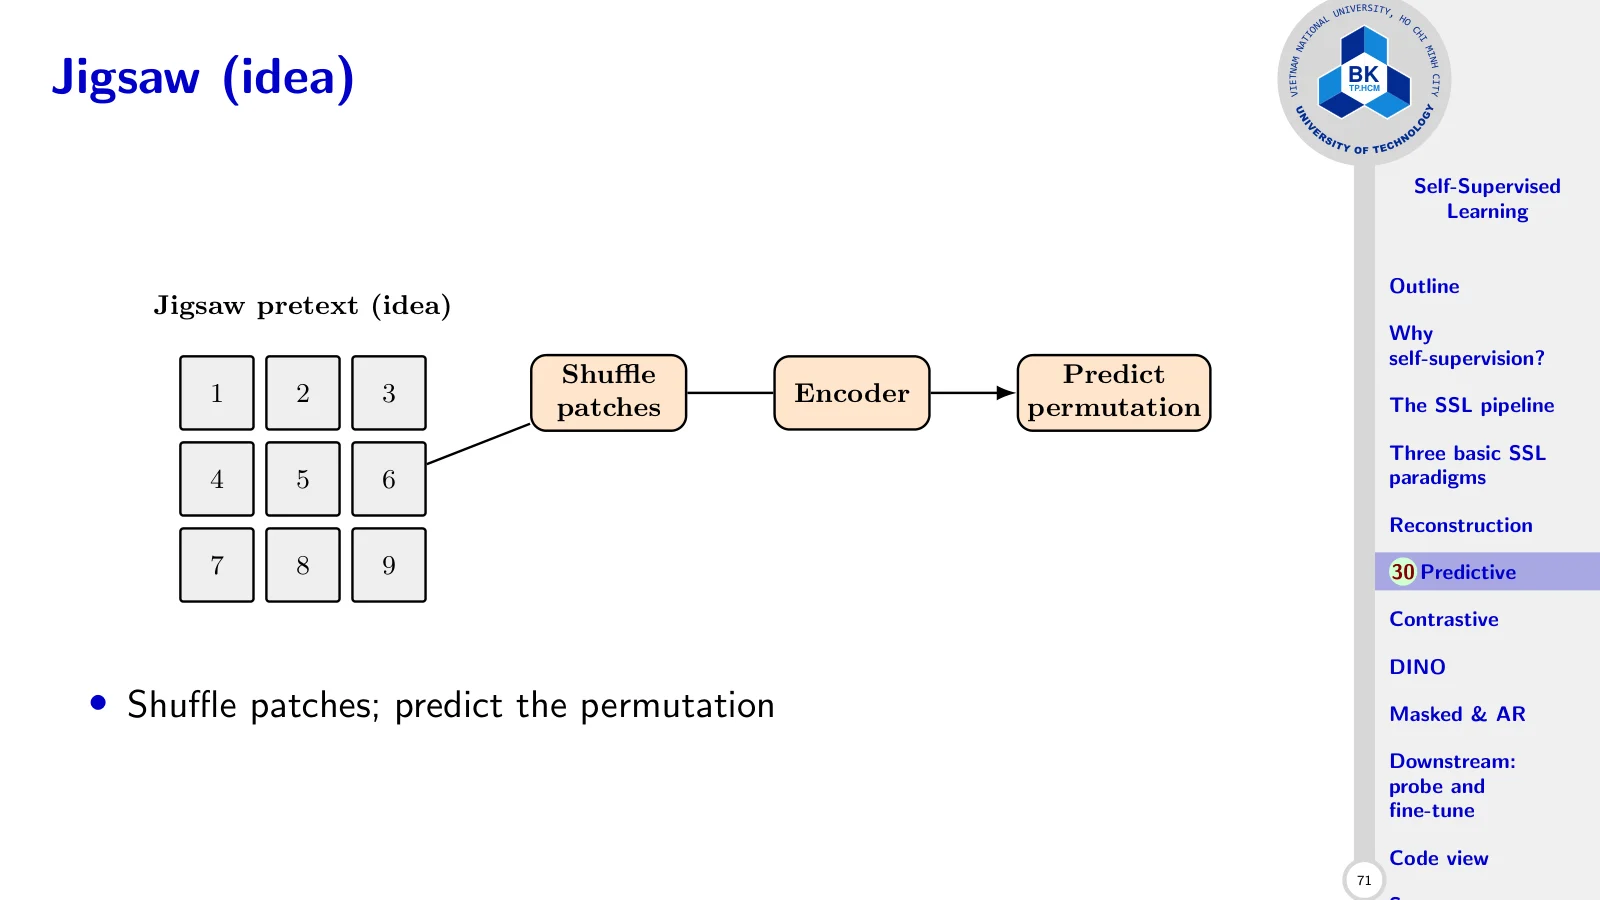 Jigsaw (idea)
Jigsaw pretext (idea)
1 2 3
4 5 6
7 8 9
Shuffle
patches
Encoder
Predict
permutation
• Shuffle patches; predict the permutation
VIETNAM NATIONAL UNIVERSITY, HO CHI MINH CITY
BK
TP.HCM
UNIVERSITY OF TECHNOLOGY
Self-Supervised
Learning
Outline
Why
self-supervision?
The SSL pipeline
Three basic SSL
paradigms
Reconstruction
30 Predictive
Contrastive
DINO
Masked & AR
Downstream:
probe and
fine-tune
Code view
71